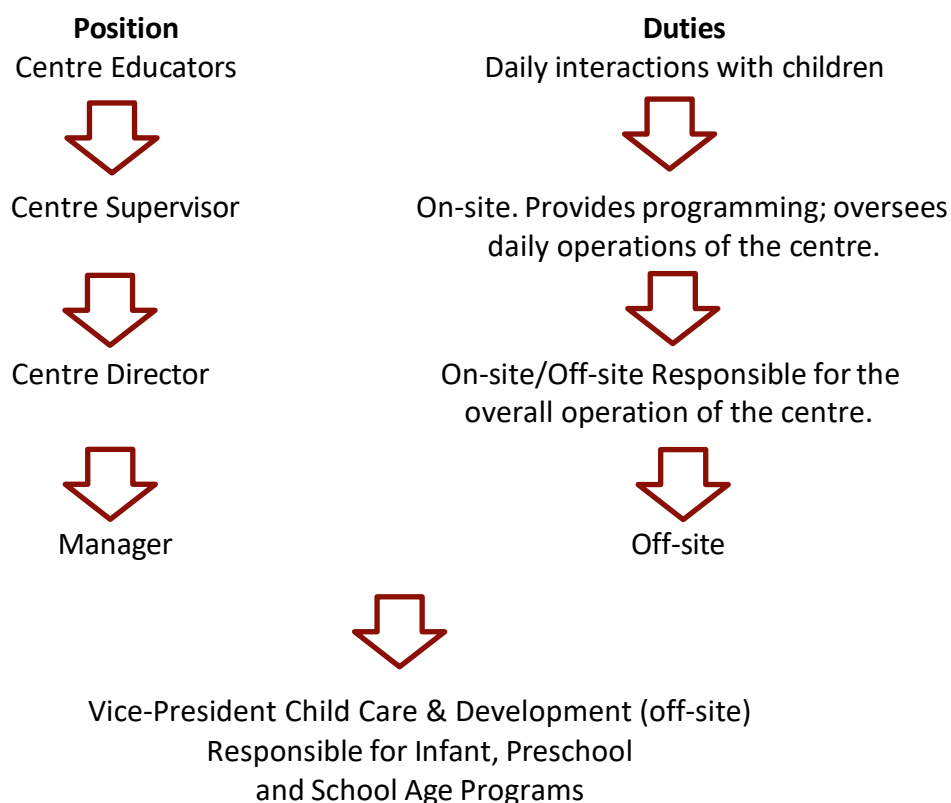 Position
Duties
Centre Educators
Daily interactions with children
Centre Supervisor
On-site. Provides programming; oversees
daily operations of the centre.
Centre Director
On-site/Off-site Responsible for the
overall operation of the centre.
Manager
Off-site
Vice-President Child Care & Development (off-site)
Responsible for Infant, Preschool
and School Age Programs